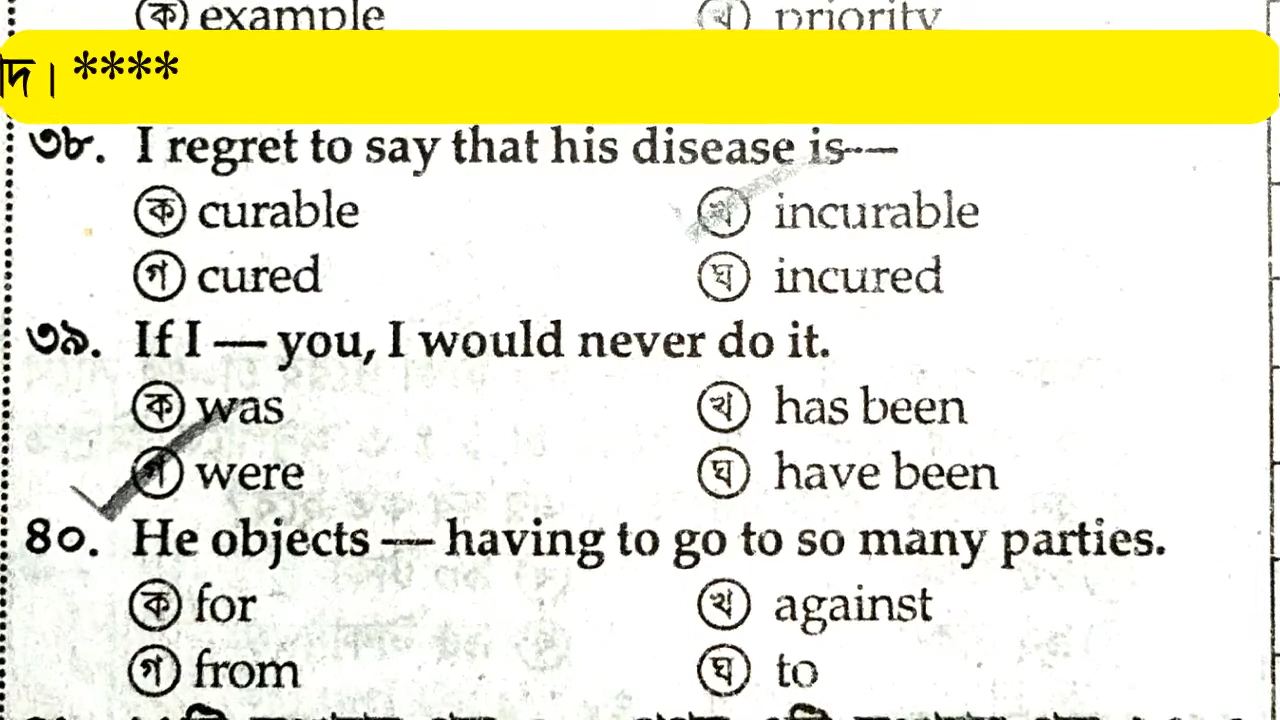 ক example খ priority
াদ। ****
৩৮. I regret to say that his disease is-—
ক curable খ incurable
গ cured ঘ incured
৩৯. If I — you, I would never do it.
ক was খ has been
গ were ঘ have been
৪০. He objects — having to go to so many parties.
ক for খ against
গ from ঘ to